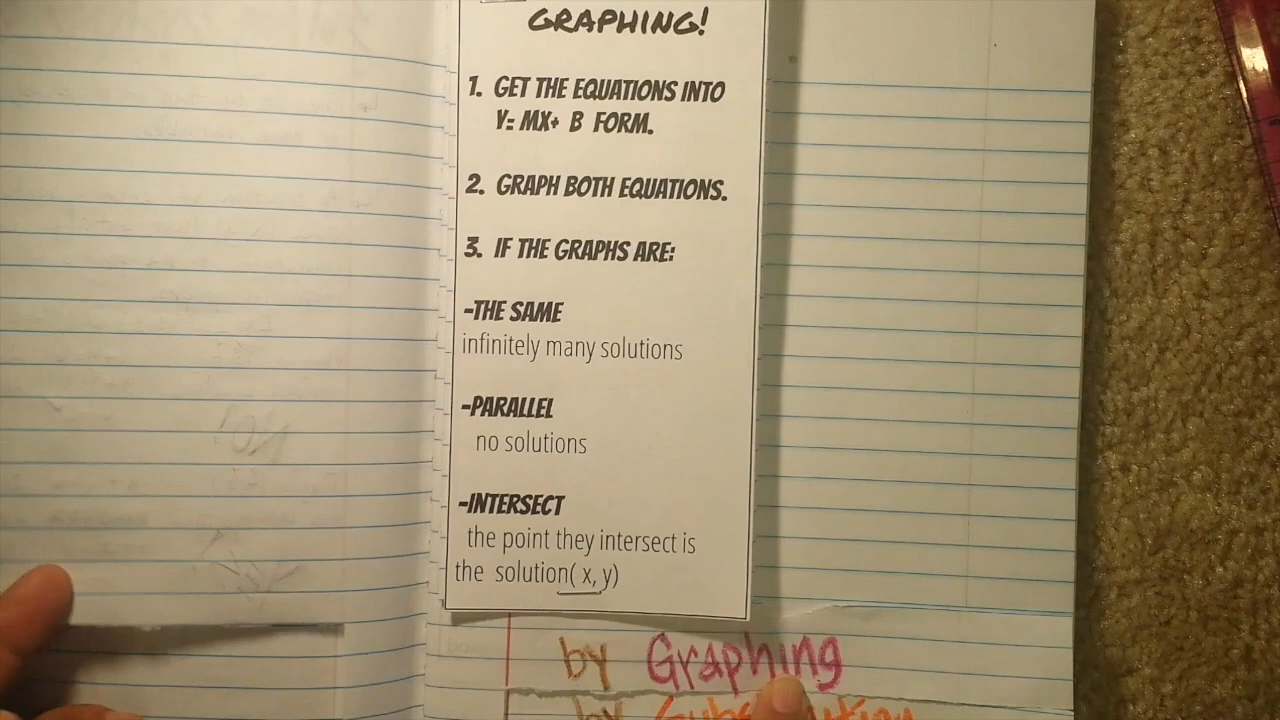 GRAPHING!
1. GET THE EQUATIONS INTO
Y= MX+ B FORM.
2. GRAPH BOTH EQUATIONS.
3. IF THE GRAPHS ARE:
-THE SAME
infinitely many solutions
-PARALLEL
no solutions
-INTERSECT
the point they intersect is
the solution( x, y)
by Graphing
by